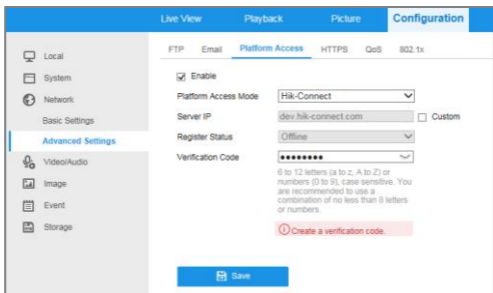 Live View Playback Picture Configuration
FTP Email Platform Access HTTPS QoS 802.1x
Local
System
Network
Basic Settings
Advanced Settings
Video/Audio
Image
Event
Storage
Enable
Platform Access Mode Hik-Connect
Server IP dev.hik-connect.com Custom
Register Status Offline
Verification Code ●●●●●●●●
6 to 12 letters (a to z, A to Z) or
numbers (0 to 9), case sensitive. You
are recommended to use a
combination of no less than 8 letters
or numbers.
Create a verification code.
Save